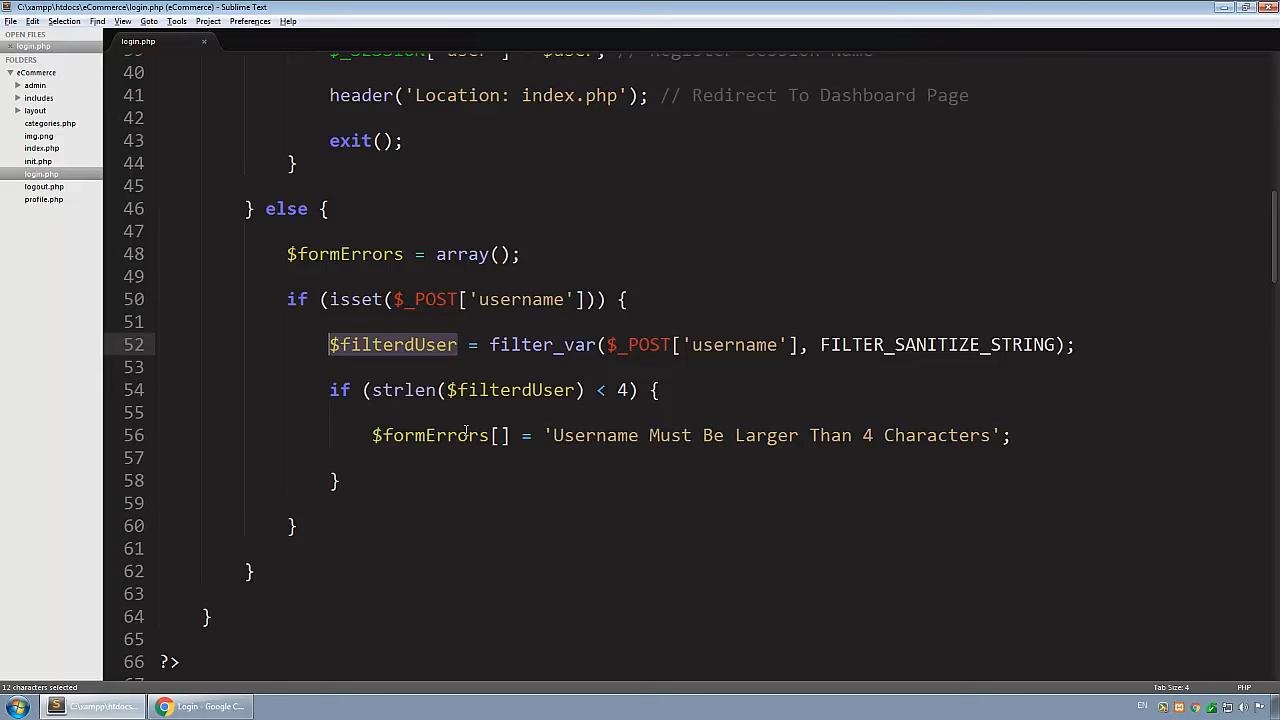 C:\xampp\htdocs\eCommerce\login.php (eCommerce) - Sublime Text
File Edit Selection Find View Goto Tools Project Preferences Help
OPEN FILES
login.php
FOLDERS
eCommerce
admin
includes
layout
categories.php
img.png
index.php
init.php
login.php
logout.php
profile.php
login.php
// Register Session Name
40
41 header('Location: index.php'); // Redirect To Dashboard Page
42
43 exit();
44 }
45
46 } else {
47
48 $formErrors = array();
49
50 if (isset($_POST['username'])) {
51
52 $filterdUser = filter_var($_POST['username'], FILTER_SANITIZE_STRING);
53
54 if (strlen($filterdUser) < 4) {
55
56 $formErrors[] = 'Username Must Be Larger Than 4 Characters';
57
58 }
59
60 }
61
62 }
63
64 }
65
66 ?>
12 characters selected
Tab Size: 4
PHP
C:\xampp\htdocs...
Login - Google C...
EN